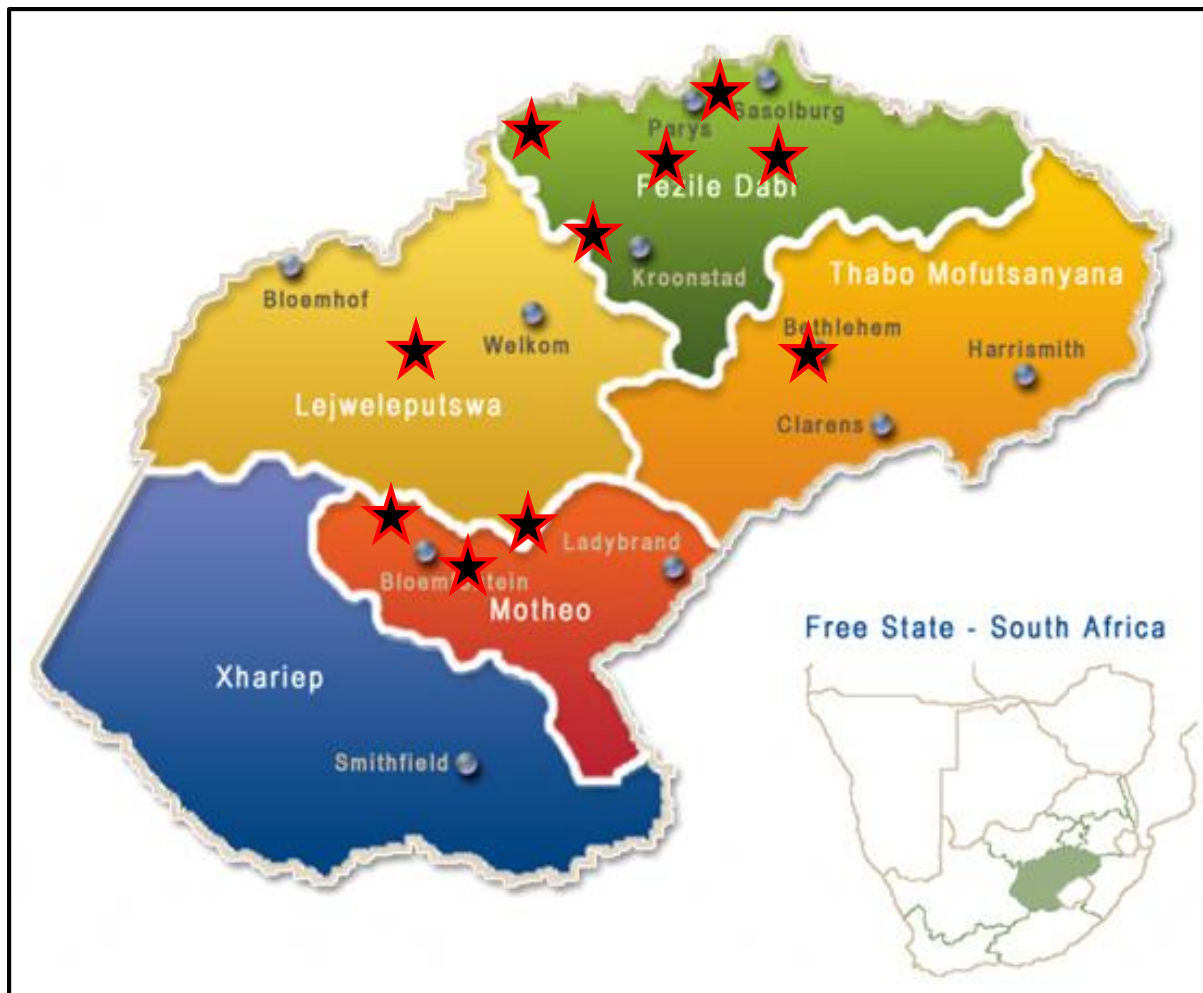 Sasolburg
Parys
Fezile Dabi
Kroonstad
Thabo Mofutsanyana
Bloemhof
Bethlehem
Welkom
Harrismith
Lejweleputswa
Clarens
Ladybrand
Bloemfontein
Motheo
Free State - South Africa
Xhariep
Smithfield